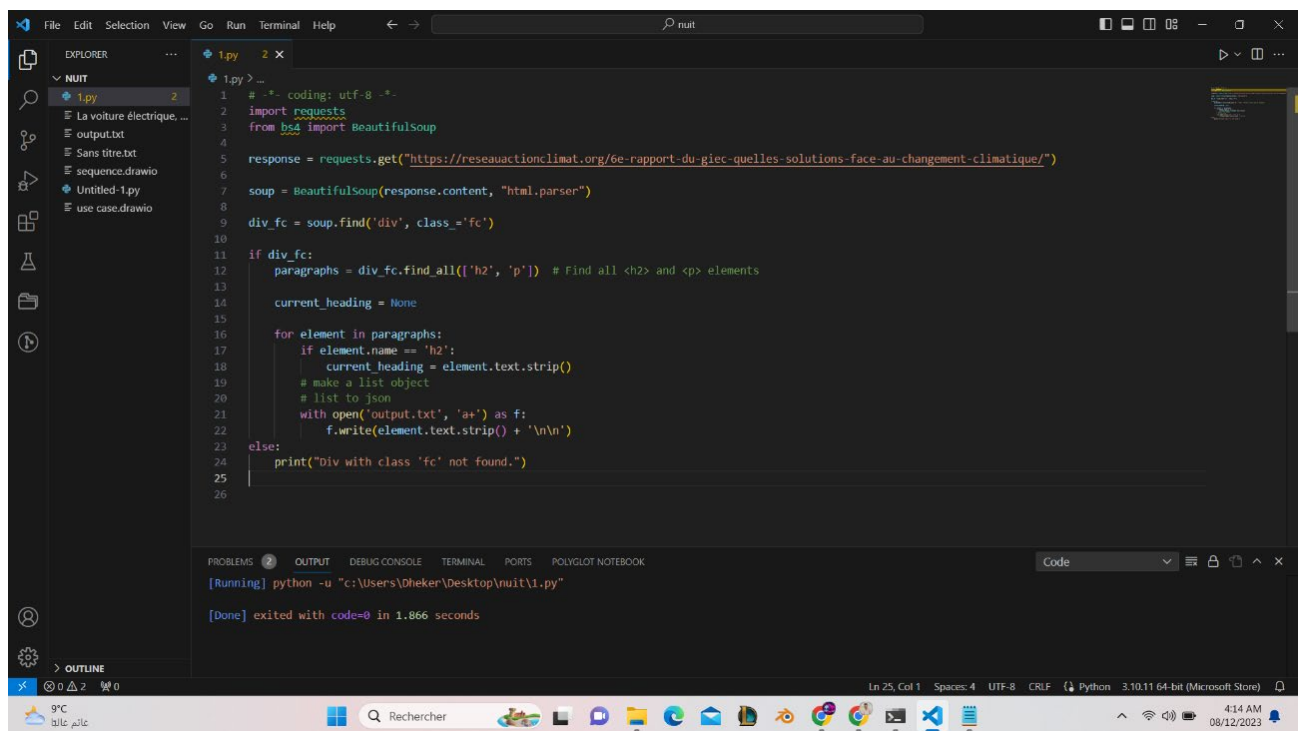 File Edit Selection View Go Run Terminal Help
nuit
EXPLORER
NUIT
1.py 2
La voiture électrique, ...
output.txt
Sans titre.txt
sequence.drawio
Untitled-1.py
use case.drawio
OUTLINE
1.py 2
1.py > ...
1 # -*- coding: utf-8 -*-
2 import requests
3 from bs4 import BeautifulSoup
4
5 response = requests.get("https://reseauactionclimat.org/6e-rapport-du-giec-quelles-solutions-face-au-changement-climatique/")
6
7 soup = BeautifulSoup(response.content, "html.parser")
8
9 div_fc = soup.find('div', class_='fc')
10
11 if div_fc:
12     paragraphs = div_fc.find_all(['h2', 'p'])  # Find all <h2> and <p> elements
13
14     current_heading = None
15
16     for element in paragraphs:
17         if element.name == 'h2':
18             current_heading = element.text.strip()
19         # make a list object
20         # list to json
21         with open('output.txt', 'a+') as f:
22             f.write(element.text.strip() + '\n\n')
23 else:
24     print("Div with class 'fc' not found.")
25
26
PROBLEMS 2 OUTPUT DEBUG CONSOLE TERMINAL PORTS POLYGLOT NOTEBOOK
Code
[Running] python -u "c:\Users\Dheker\Desktop\nuit\1.py"
[Done] exited with code=0 in 1.866 seconds
0 2 0
Ln 25, Col 1 Spaces: 4 UTF-8 CRLF Python 3.10.11 64-bit (Microsoft Store)
9°C
غائم غالبًا
Rechercher
4:14 AM
08/12/2023